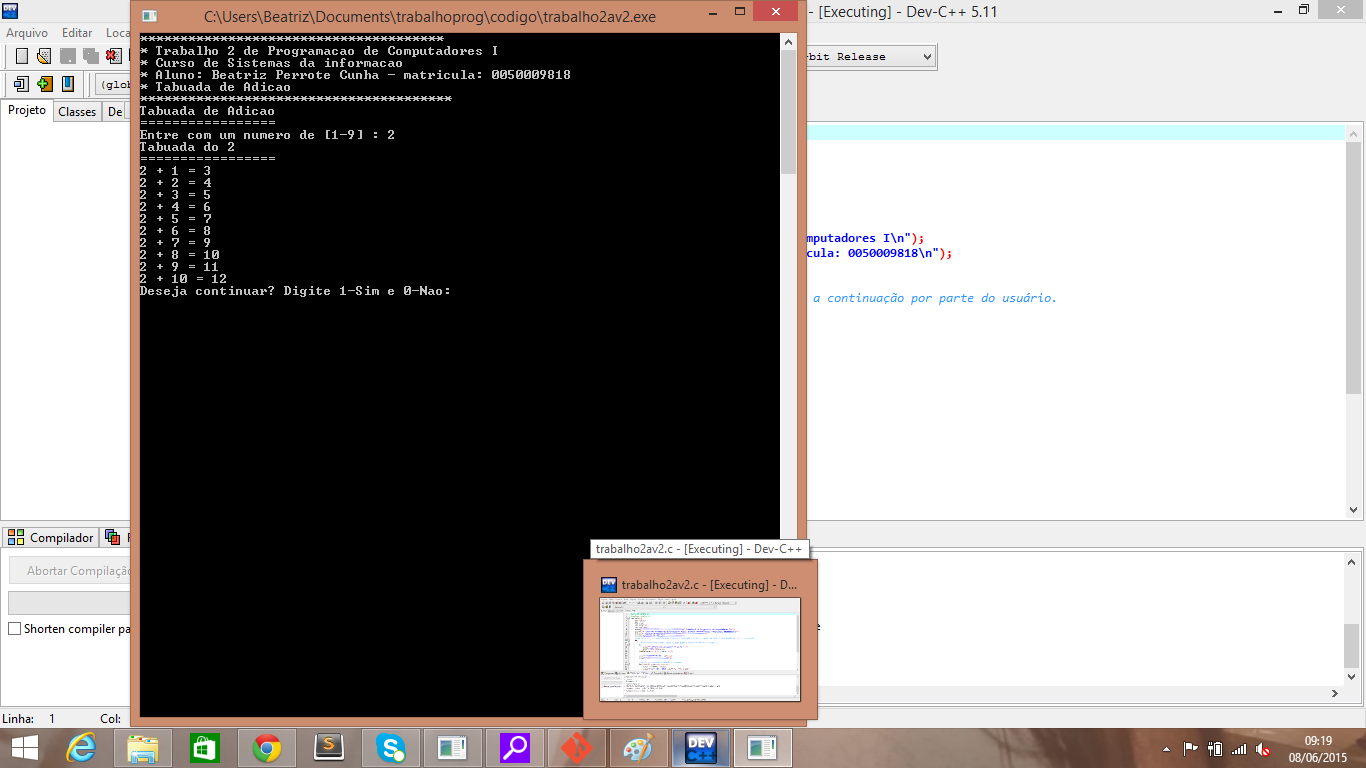 C:\Users\Beatriz\Documents\trabalhoprog\codigo\trabalho2av2.exe
- [Executing] - Dev-C++ 5.11
Arquivo Editar Loca
bit Release
(glob
Projeto Classes De
**************************************
* Trabalho 2 de Programacao de Computadores I
* Curso de Sistemas da informacao
* Aluno: Beatriz Perrote Cunha - matricula: 0050009818
* Tabuada de Adicao
***************************************
Tabuada de Adicao
=================
Entre com um numero de [1-9] : 2
Tabuada do 2
=================
2 + 1 = 3
2 + 2 = 4
2 + 3 = 5
2 + 4 = 6
2 + 5 = 7
2 + 6 = 8
2 + 7 = 9
2 + 8 = 10
2 + 9 = 11
2 + 10 = 12
Deseja continuar? Digite 1-Sim e 0-Nao:
mputadores I\n");
cula: 0050009818\n");
a continuação por parte do usuário.
Compilador
Abortar Compilação
Shorten compiler pa
trabalho2av2.c - [Executing] - Dev-C++
trabalho2av2.c - [Executing] - D...
Linha: 1 Col:
DEV C++
09:19
08/06/2015